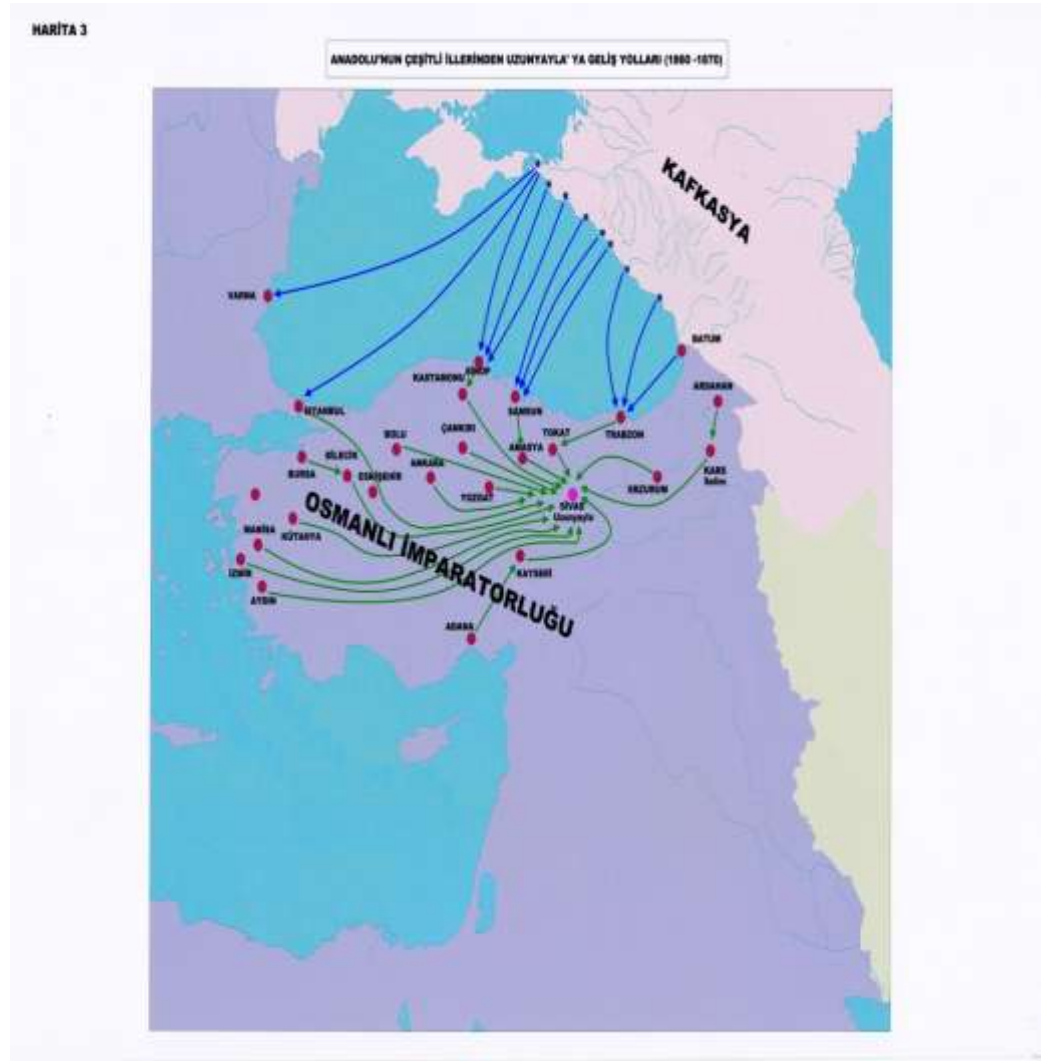 HARİTA 3
ANADOLU'NUN ÇEŞİTLİ İLLERİNDEN UZUNYAYLA' YA GELİŞ YOLLARI (1860 -1870)
KAFKASYA
VARNA
BATUM
KASTAMONU
SİNOP
ARDAHAN
İSTANBUL
SAMSUN
TRABZON
BOLU
ÇANKIRI
TOKAT
AMASYA
BİLECİK
ANKARA
BURSA
ESKİŞEHİR
ERZURUM
KARS
YOZGAT
SİVAS
Uzunyayla
OSMANLI İMPARATORLUĞU
MANİSA
KÜTAHYA
İZMİR
KAYSERİ
AYDIN
ADANA